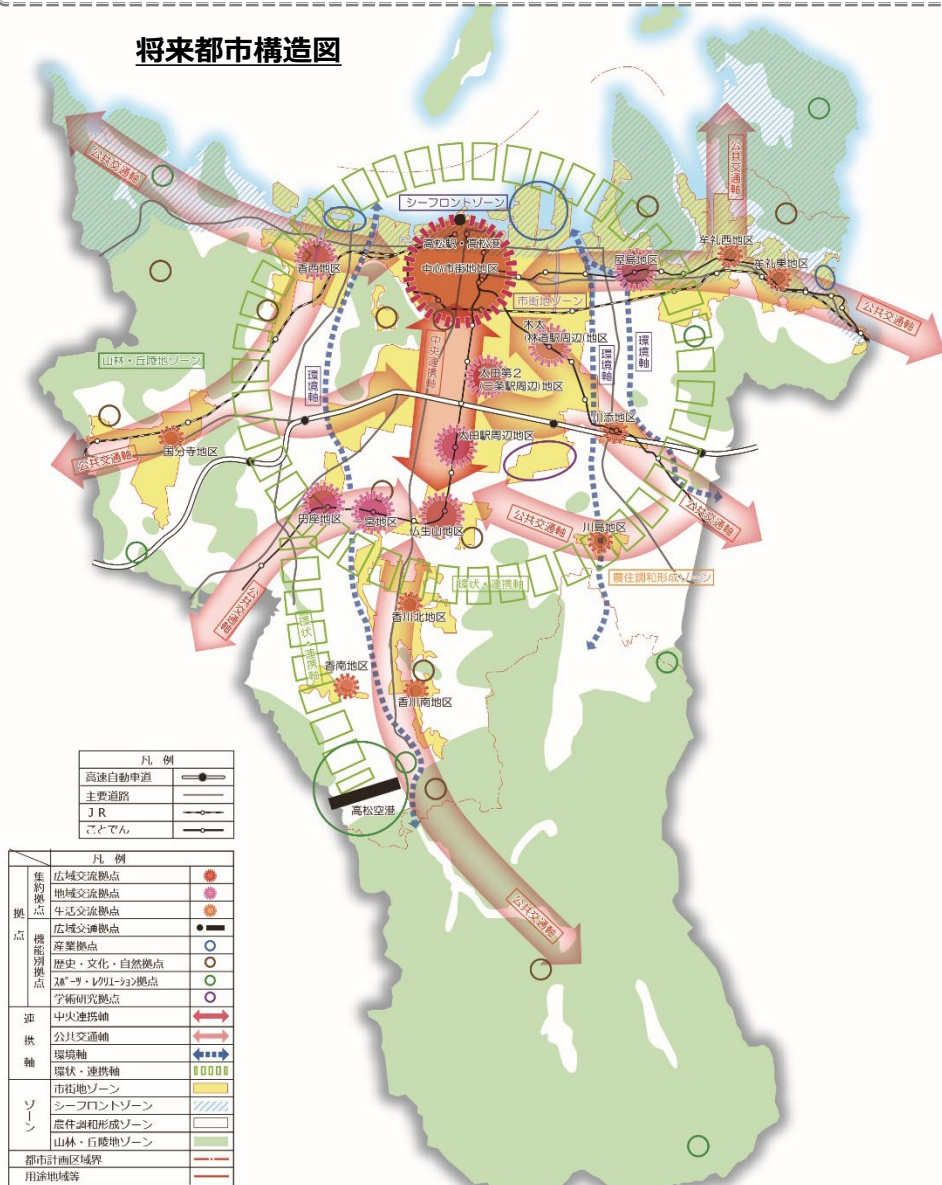 将来都市構造図
公共交通軸
公共交通軸
シーフロントゾーン
高松駅・高松港
中心市街地地区
香西地区
屋島地区
牟礼西地区
牟礼東地区
市街地ゾーン
公共交通軸
木太
(林道駅周辺)地区
山林・丘陵地ゾーン
環境軸
中央連携軸
環境軸
環境軸
太田第2
(三条駅周辺)地区
川添地区
国分寺地区
太田駅周辺地区
公共交通軸
円座地区
一宮地区
仏生山地区
公共交通軸
川島地区
公共交通軸
環状・連携軸
農住調和形成ゾーン
公共交通軸
香川北地区
環状・連携軸
香南地区
香川南地区
高松空港
公共交通軸
凡 例
高速自動車道
主要道路
JR
ことでん
凡 例
拠点
集約拠点
広域交流拠点
地域交流拠点
生活交流拠点
機能別拠点
広域交通拠点
産業拠点
歴史・文化・自然拠点
スポーツ・レクリエーション拠点
学術研究拠点
連携軸
中央連携軸
公共交通軸
環境軸
環状・連携軸
ゾーン
市街地ゾーン
シーフロントゾーン
農住調和形成ゾーン
山林・丘陵地ゾーン
都市計画区域界
用途地域等